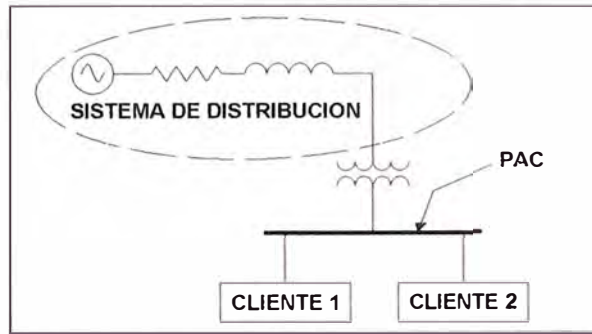 SISTEMA DE DISTRIBUCION
PAC
CLIENTE 1
CLIENTE 2